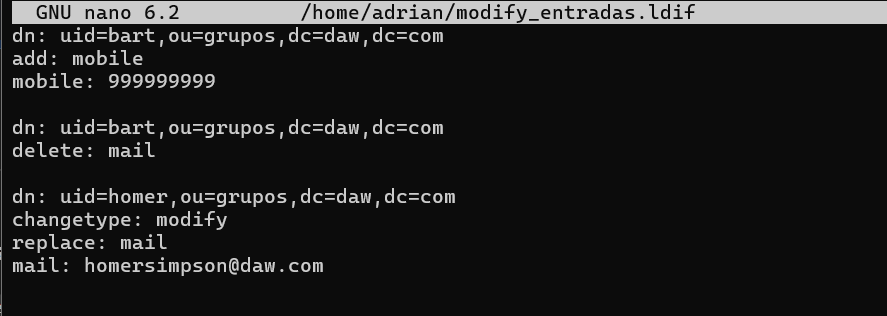 GNU nano 6.2 /home/adrian/modify_entradas.ldif
dn: uid=bart,ou=grupos,dc=daw,dc=com
add: mobile
mobile: 999999999
dn: uid=bart,ou=grupos,dc=daw,dc=com
delete: mail
dn: uid=homer,ou=grupos,dc=daw,dc=com
changetype: modify
replace: mail
mail: homersimpson@daw.com